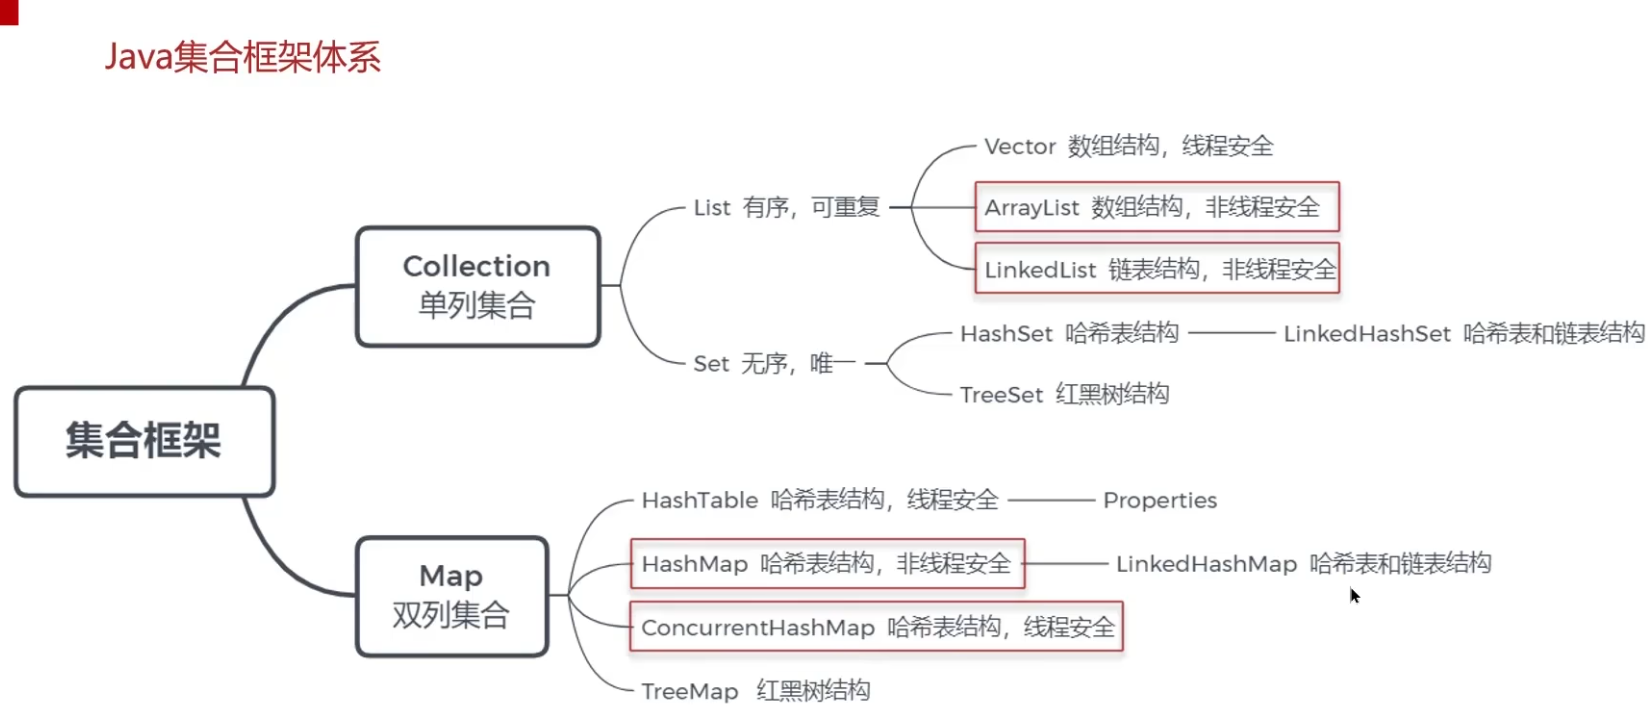 Java集合框架体系
集合框架
Collection
单列集合
List 有序，可重复
Vector 数组结构，线程安全
ArrayList 数组结构，非线程安全
LinkedList 链表结构，非线程安全
Set 无序，唯一
HashSet 哈希表结构
LinkedHashSet 哈希表和链表结构
TreeSet 红黑树结构
Map
双列集合
HashTable 哈希表结构，线程安全
Properties
HashMap 哈希表结构，非线程安全
LinkedHashMap 哈希表和链表结构
ConcurrentHashMap 哈希表结构，线程安全
TreeMap 红黑树结构